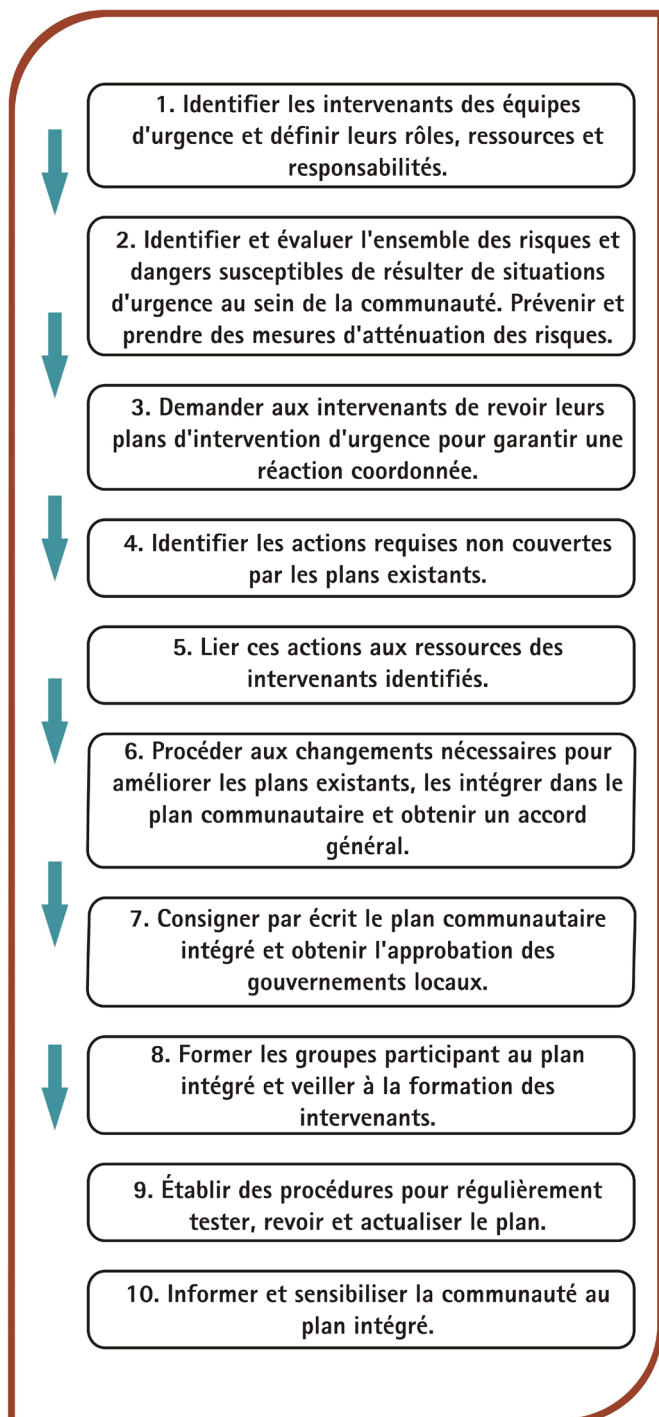 1. Identifier les intervenants des équipes
d'urgence et définir leurs rôles, ressources et
responsabilités.
2. Identifier et évaluer l'ensemble des risques et
dangers susceptibles de résulter de situations
d'urgence au sein de la communauté. Prévenir et
prendre des mesures d'atténuation des risques.
3. Demander aux intervenants de revoir leurs
plans d'intervention d'urgence pour garantir une
réaction coordonnée.
4. Identifier les actions requises non couvertes
par les plans existants.
5. Lier ces actions aux ressources des
intervenants identifiés.
6. Procéder aux changements nécessaires pour
améliorer les plans existants, les intégrer dans le
plan communautaire et obtenir un accord
général.
7. Consigner par écrit le plan communautaire
intégré et obtenir l'approbation des
gouvernements locaux.
8. Former les groupes participant au plan
intégré et veiller à la formation des
intervenants.
9. Établir des procédures pour régulièrement
tester, revoir et actualiser le plan.
10. Informer et sensibiliser la communauté au
plan intégré.